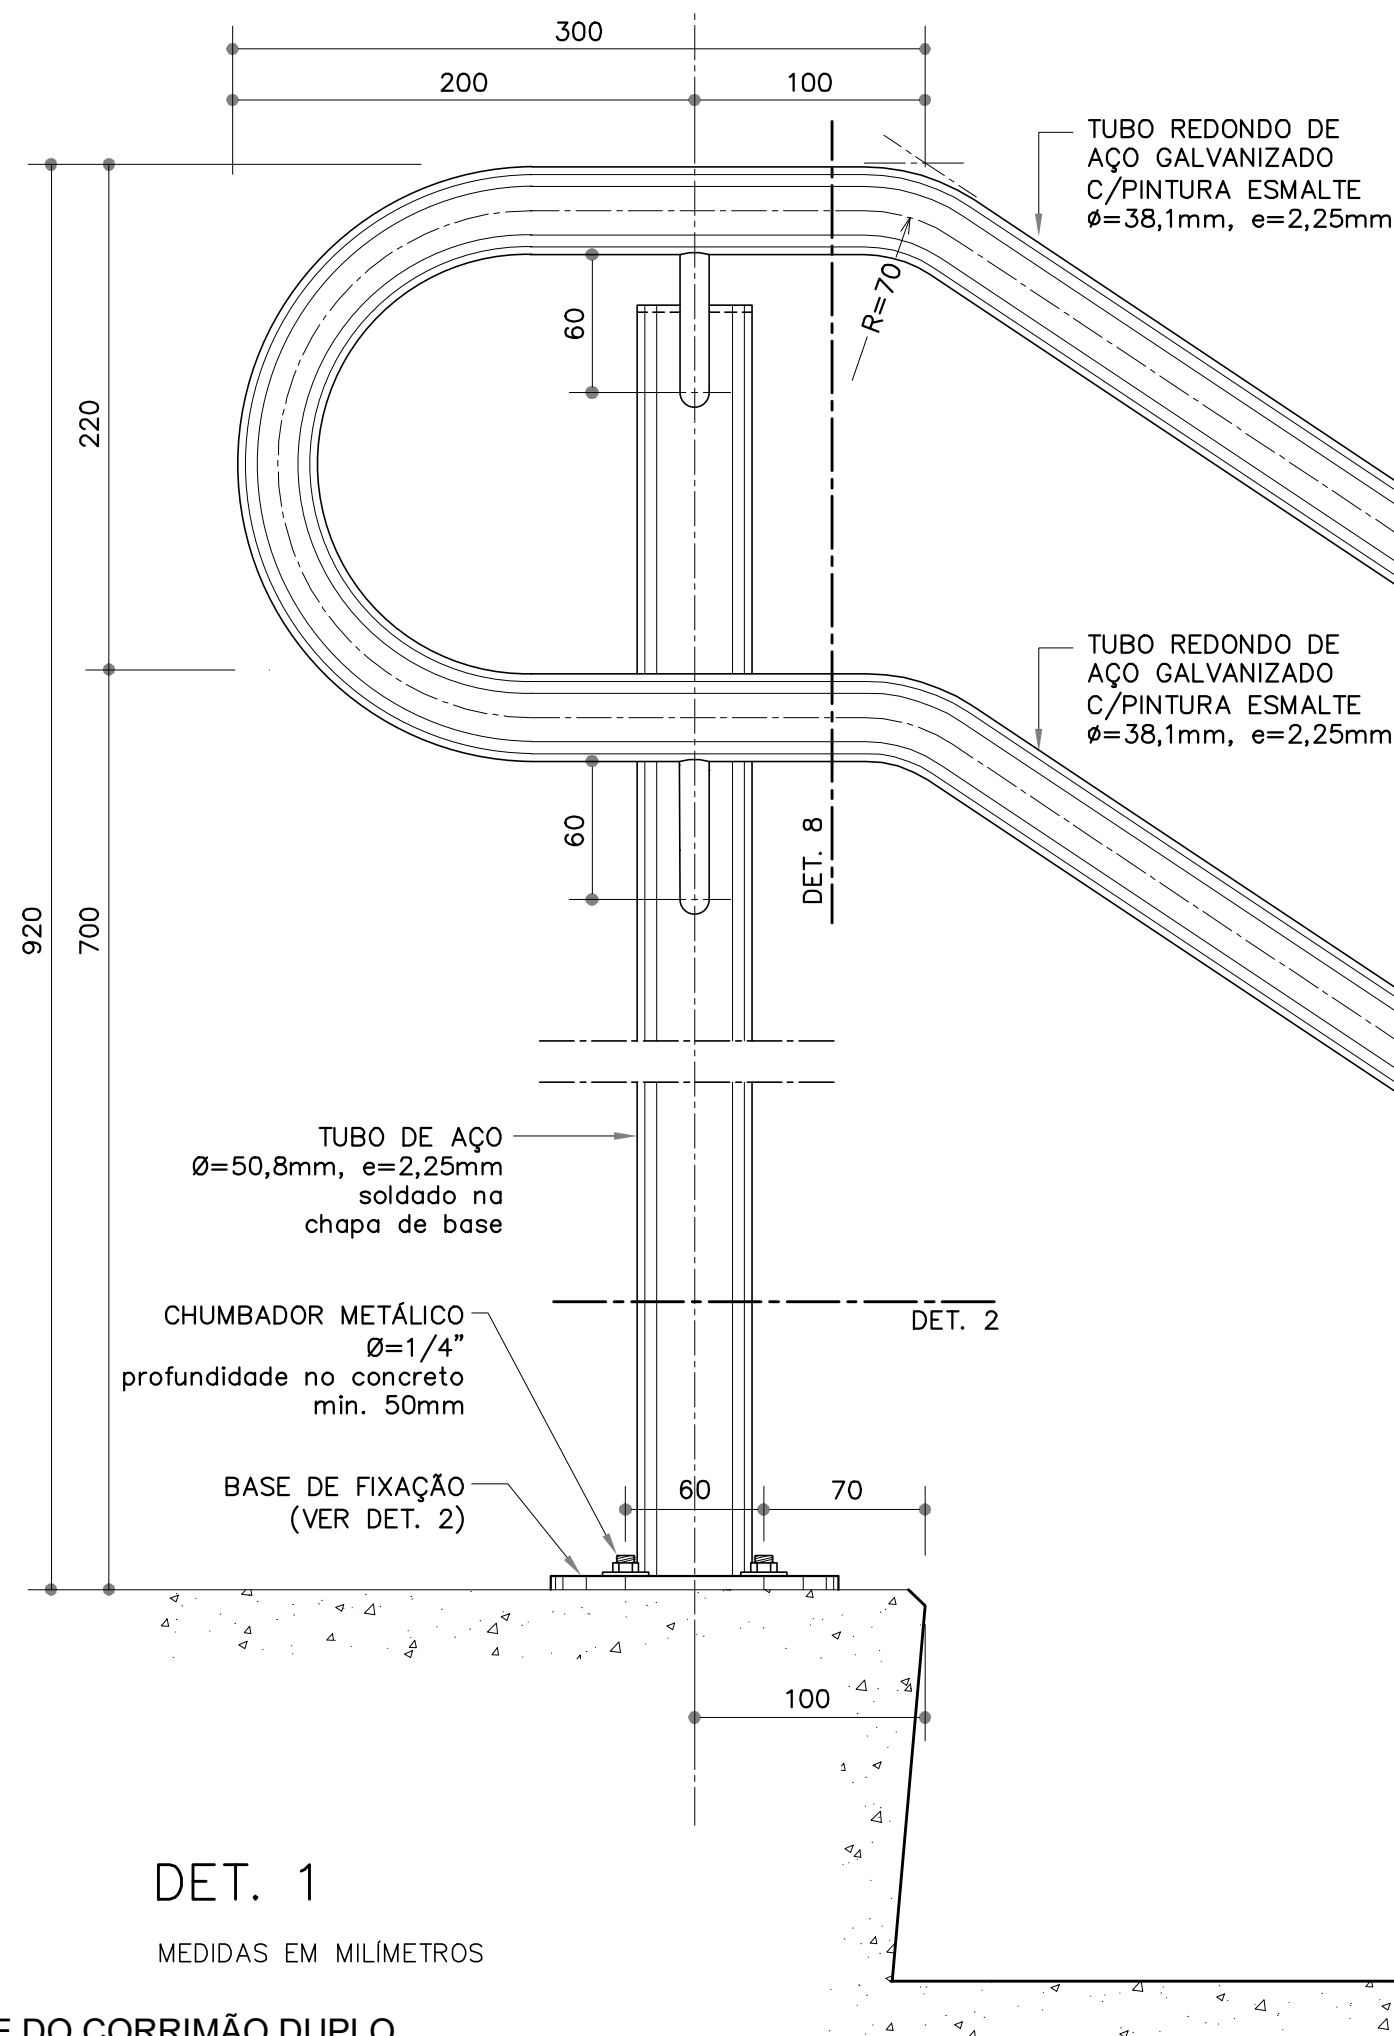 300
200
100
TUBO REDONDO DE
AÇO GALVANIZADO
C/PINTURA ESMALTE
ø=38,1mm, e=2,25mm
R=70
60
220
TUBO REDONDO DE
AÇO GALVANIZADO
C/PINTURA ESMALTE
ø=38,1mm, e=2,25mm
60
DET. 8
920
700
TUBO DE AÇO
Ø=50,8mm, e=2,25mm
soldado na
chapa de base
CHUMBADOR METÁLICO
Ø=1/4”
profundidade no concreto
min. 50mm
DET. 2
BASE DE FIXAÇÃO
(VER DET. 2)
60
70
100
DET. 1
MEDIDAS EM MILÍMETROS
DO CORRIMÃO DUPLO